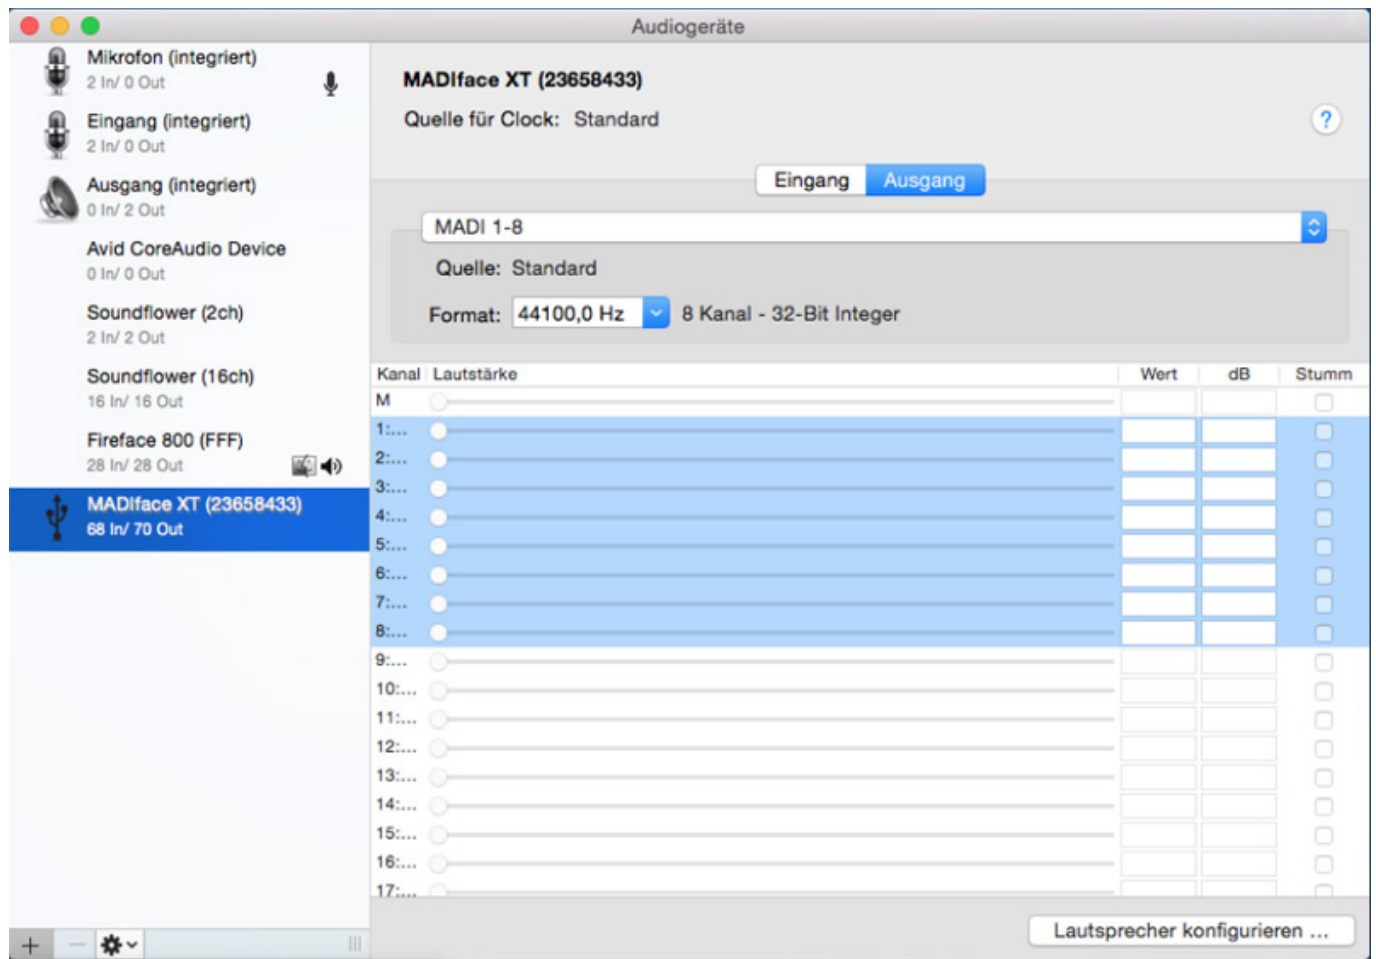 Audiogeräte
Mikrofon (integriert)
2 In/ 0 Out
Eingang (integriert)
2 In/ 0 Out
Ausgang (integriert)
0 In/ 2 Out
Avid CoreAudio Device
0 In/ 0 Out
Soundflower (2ch)
2 In/ 2 Out
Soundflower (16ch)
16 In/ 16 Out
Fireface 800 (FFF)
28 In/ 28 Out
MADIface XT (23658433)
68 In/ 70 Out
MADIface XT (23658433)
Quelle für Clock: Standard
?
Eingang Ausgang
MADI 1-8
Quelle: Standard
Format: 44100,0 Hz 8 Kanal - 32-Bit Integer
Kanal Lautstärke Wert dB Stumm
M
1:...
2:...
3:...
4:...
5:...
6:...
7:...
8:...
9:...
10:...
11:...
12:...
13:...
14:...
15:...
16:...
17:...
Lautsprecher konfigurieren ...